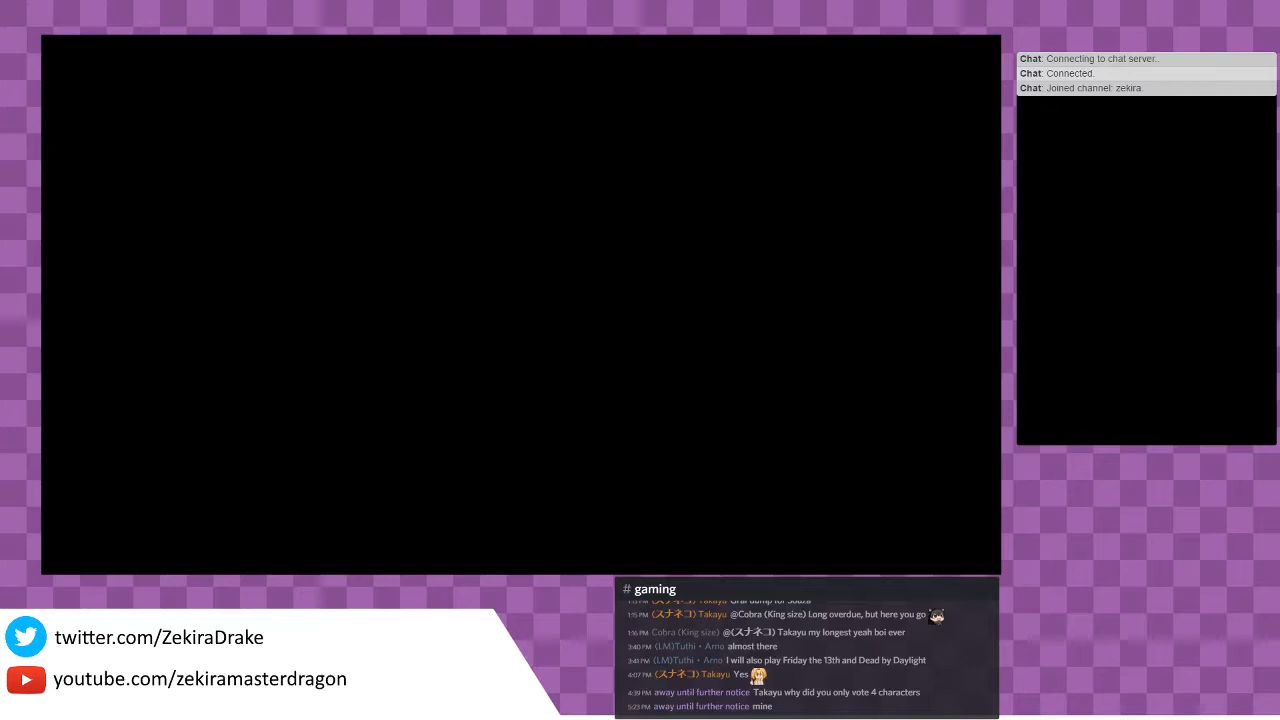 Chat: Connecting to chat server..
Chat: Connected.
Chat: Joined channel: zekira.
# gaming
1:15 PM (スナネコ) Takayu @Cobra (King size) Long overdue, but here you go
1:16 PM Cobra (King size) @(スナネコ) Takayu my longest yeah boi ever
3:40 PM (LM)Tuthi • Arno almost there
3:41 PM (LM)Tuthi • Arno I will also play Friday the 13th and Dead by Daylight
4:07 PM (スナネコ) Takayu Yes
4:39 PM away until further notice Takayu why did you only vote 4 characters
5:23 PM away until further notice mine
twitter.com/ZekiraDrake
youtube.com/zekiramasterdragon